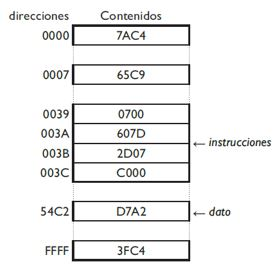 direcciones Contenidos
0000 7AC4
0007 65C9
0039 0700
003A 607D
← instrucciones
003B 2D07
003C C000
54C2 D7A2 ← dato
FFFF 3FC4